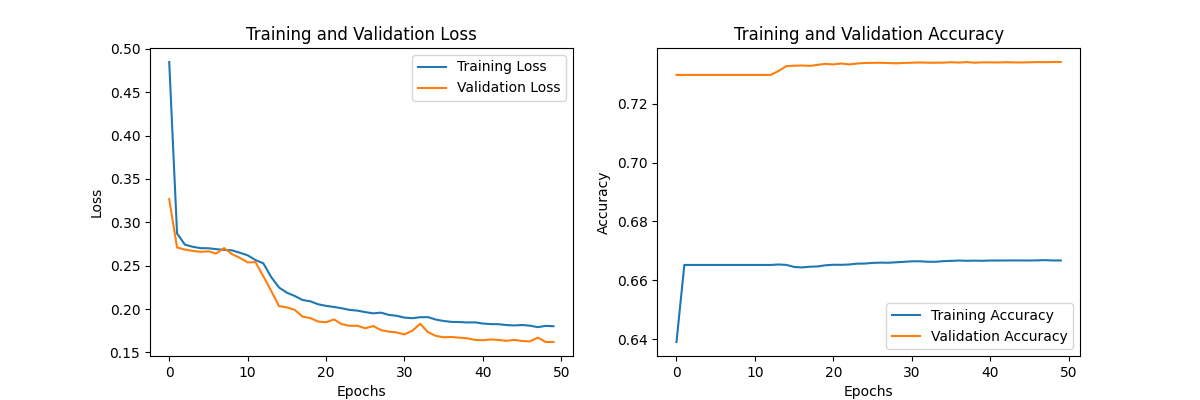 Training and Validation Loss
0.50
0.45
0.40
0.35
0.30
0.25
0.20
0.15
Loss
0 10 20 30 40 50
Epochs
Training Loss
Validation Loss
Training and Validation Accuracy
0.72
0.70
0.68
0.66
0.64
Accuracy
0 10 20 30 40 50
Epochs
Training Accuracy
Validation Accuracy